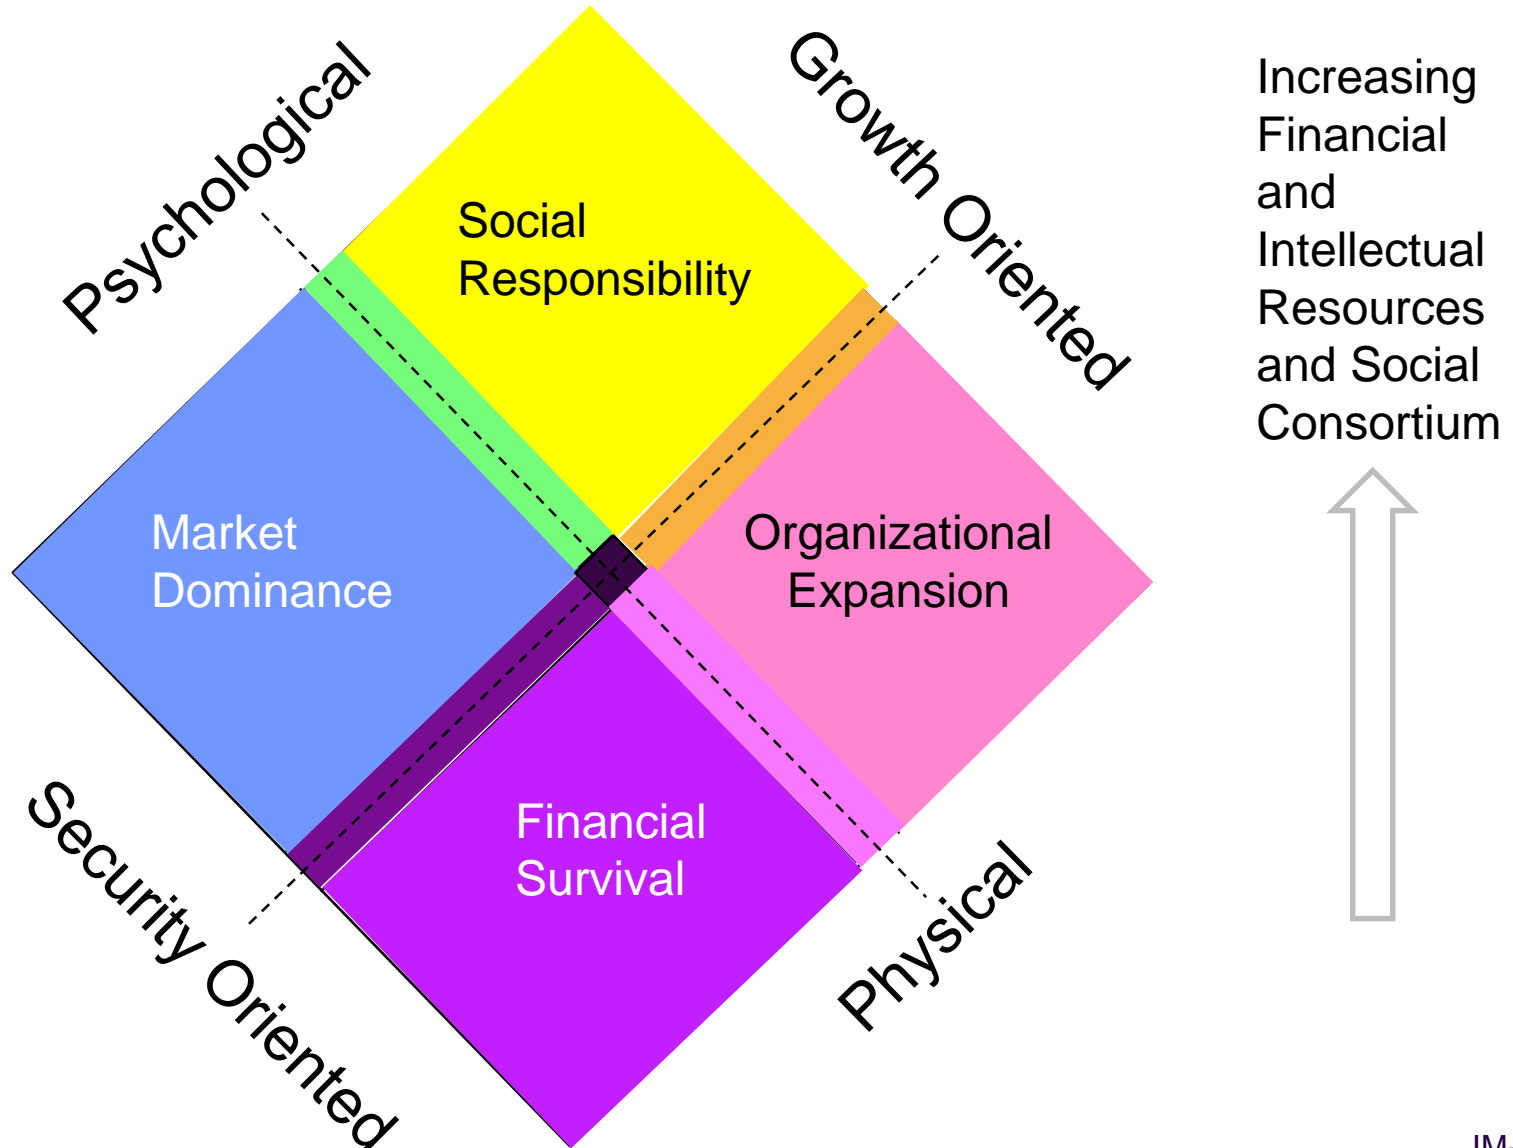 Psychological
Growth Oriented
Social
Responsibility
Increasing
Financial
and
Intellectual
Resources
and Social
Consortium
Market
Dominance
Organizational
Expansion
Financial
Survival
Security Oriented
Physical